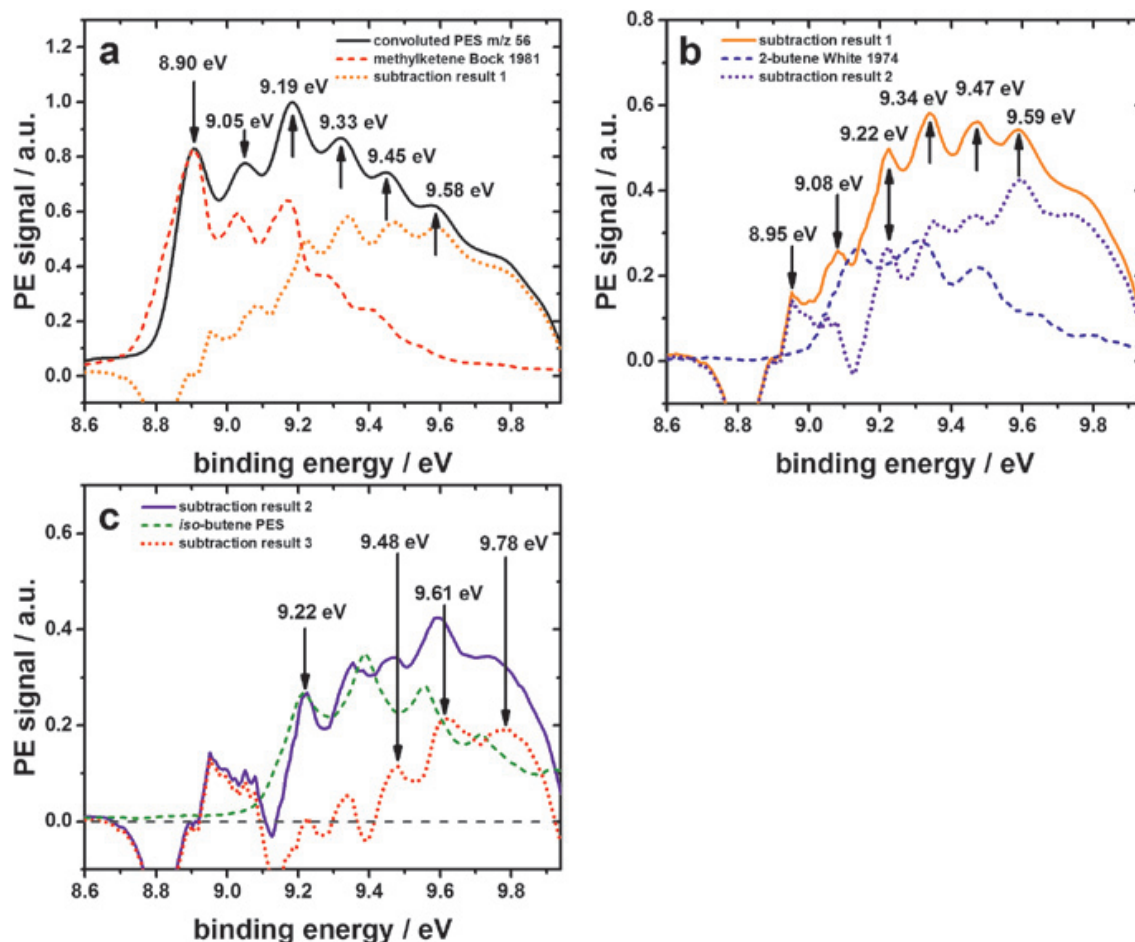 a
convoluted PES m/z 56
methylketene Bock 1981
subtraction result 1
8.90 eV
9.05 eV
9.19 eV
9.33 eV
9.45 eV
9.58 eV
1.2
1.0
0.8
0.6
0.4
0.2
0.0
PE signal / a.u.
8.6 8.8 9.0 9.2 9.4 9.6 9.8
binding energy / eV
b
subtraction result 1
2-butene White 1974
subtraction result 2
8.95 eV
9.08 eV
9.22 eV
9.34 eV
9.47 eV
9.59 eV
0.8
0.6
0.4
0.2
0.0
PE signal / a.u.
8.6 8.8 9.0 9.2 9.4 9.6 9.8
binding energy / eV
c
subtraction result 2
iso-butene PES
subtraction result 3
9.22 eV
9.48 eV
9.61 eV
9.78 eV
0.6
0.4
0.2
0.0
PE signal / a.u.
8.6 8.8 9.0 9.2 9.4 9.6 9.8
binding energy / eV